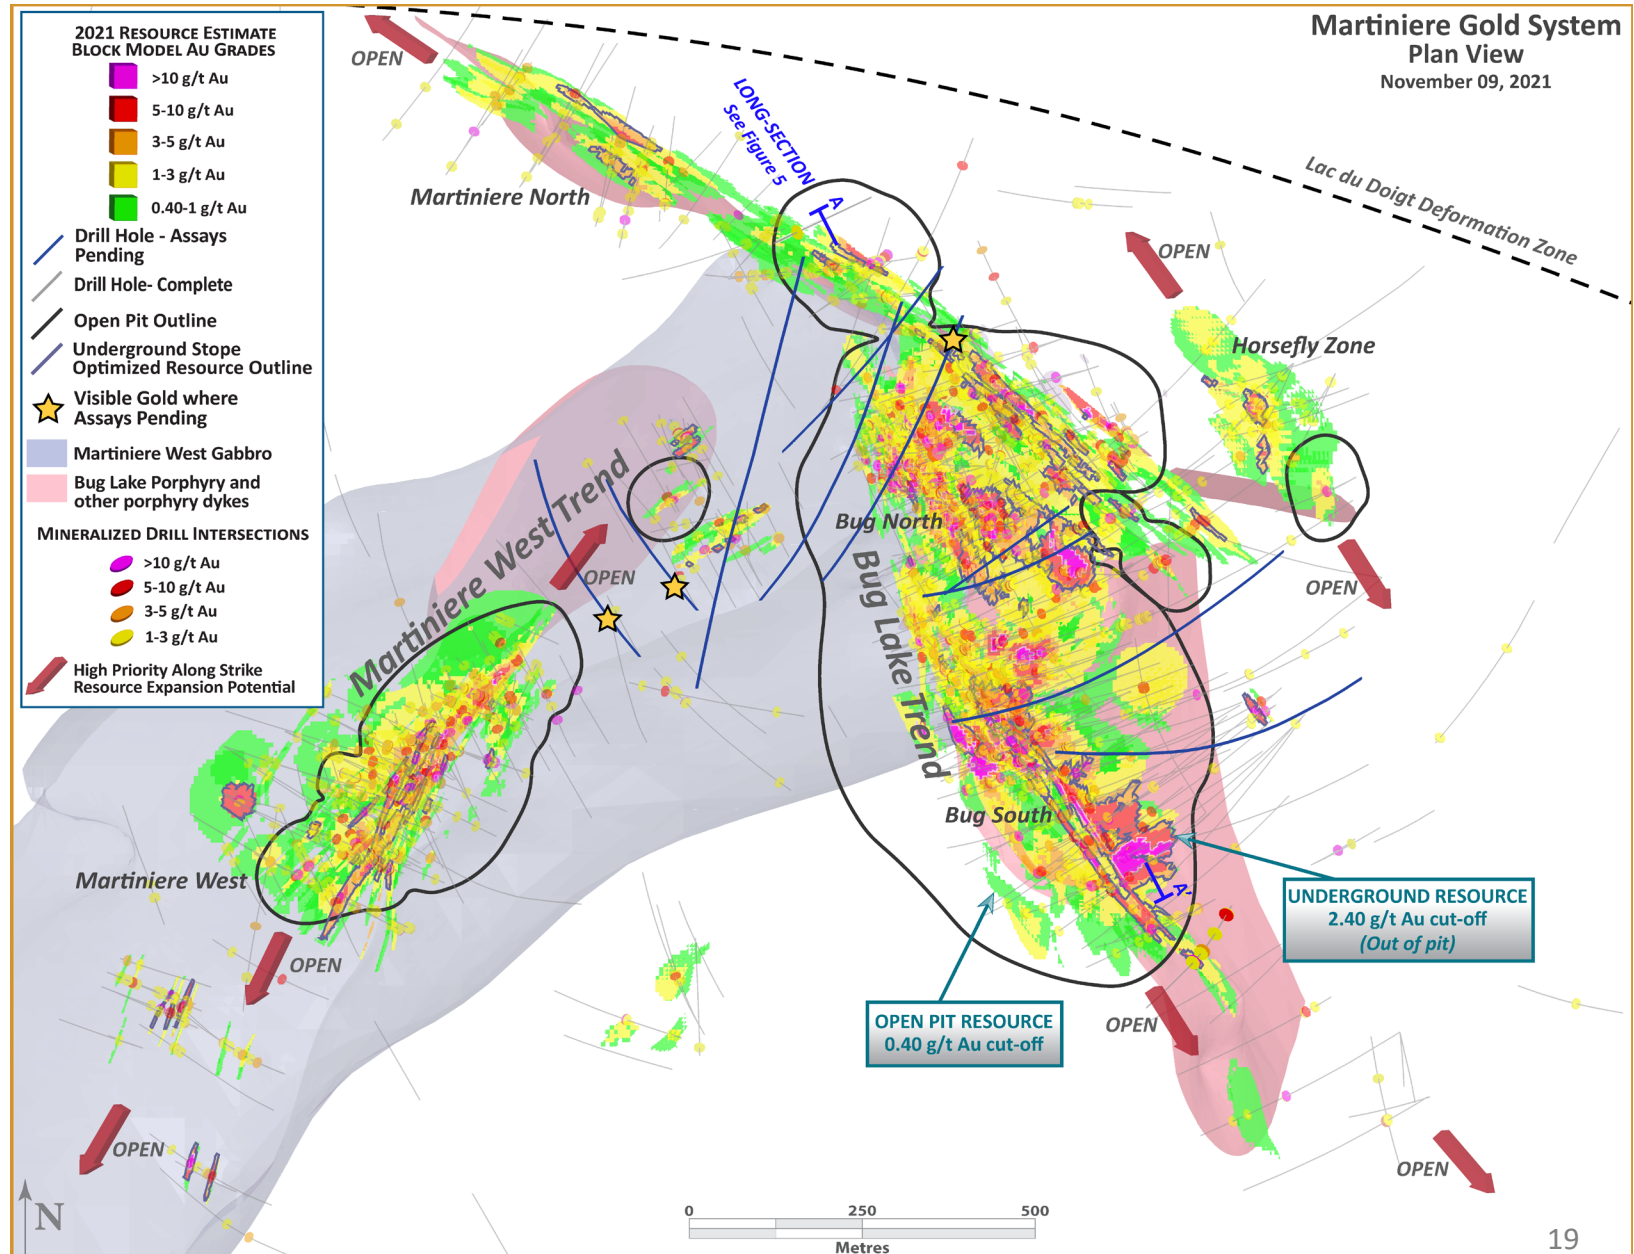 2021 Resource Estimate
Block Model Au Grades
>10 g/t Au
5-10 g/t Au
3-5 g/t Au
1-3 g/t Au
0.40-1 g/t Au
Drill Hole - Assays
Pending
Drill Hole- Complete
Open Pit Outline
Underground Stope
Optimized Resource Outline
Visible Gold where
Assays Pending
Martiniere West Gabbro
Bug Lake Porphyry and
other porphyry dykes
Mineralized Drill Intersections
>10 g/t Au
5-10 g/t Au
3-5 g/t Au
1-3 g/t Au
High Priority Along Strike
Resource Expansion Potential
Martiniere Gold System
Plan View
November 09, 2021
OPEN
LONG-SECTION
See Figure 5
Martiniere North
A
Lac du Doigt Deformation Zone
OPEN
Horsefly Zone
Martiniere West Trend
OPEN
Bug North
OPEN
Bug Lake Trend
Bug South
Martiniere West
A'
UNDERGROUND RESOURCE
2.40 g/t Au cut-off
(Out of pit)
OPEN
OPEN PIT RESOURCE
0.40 g/t Au cut-off
OPEN
OPEN
OPEN
N
0 250 500
Metres
19